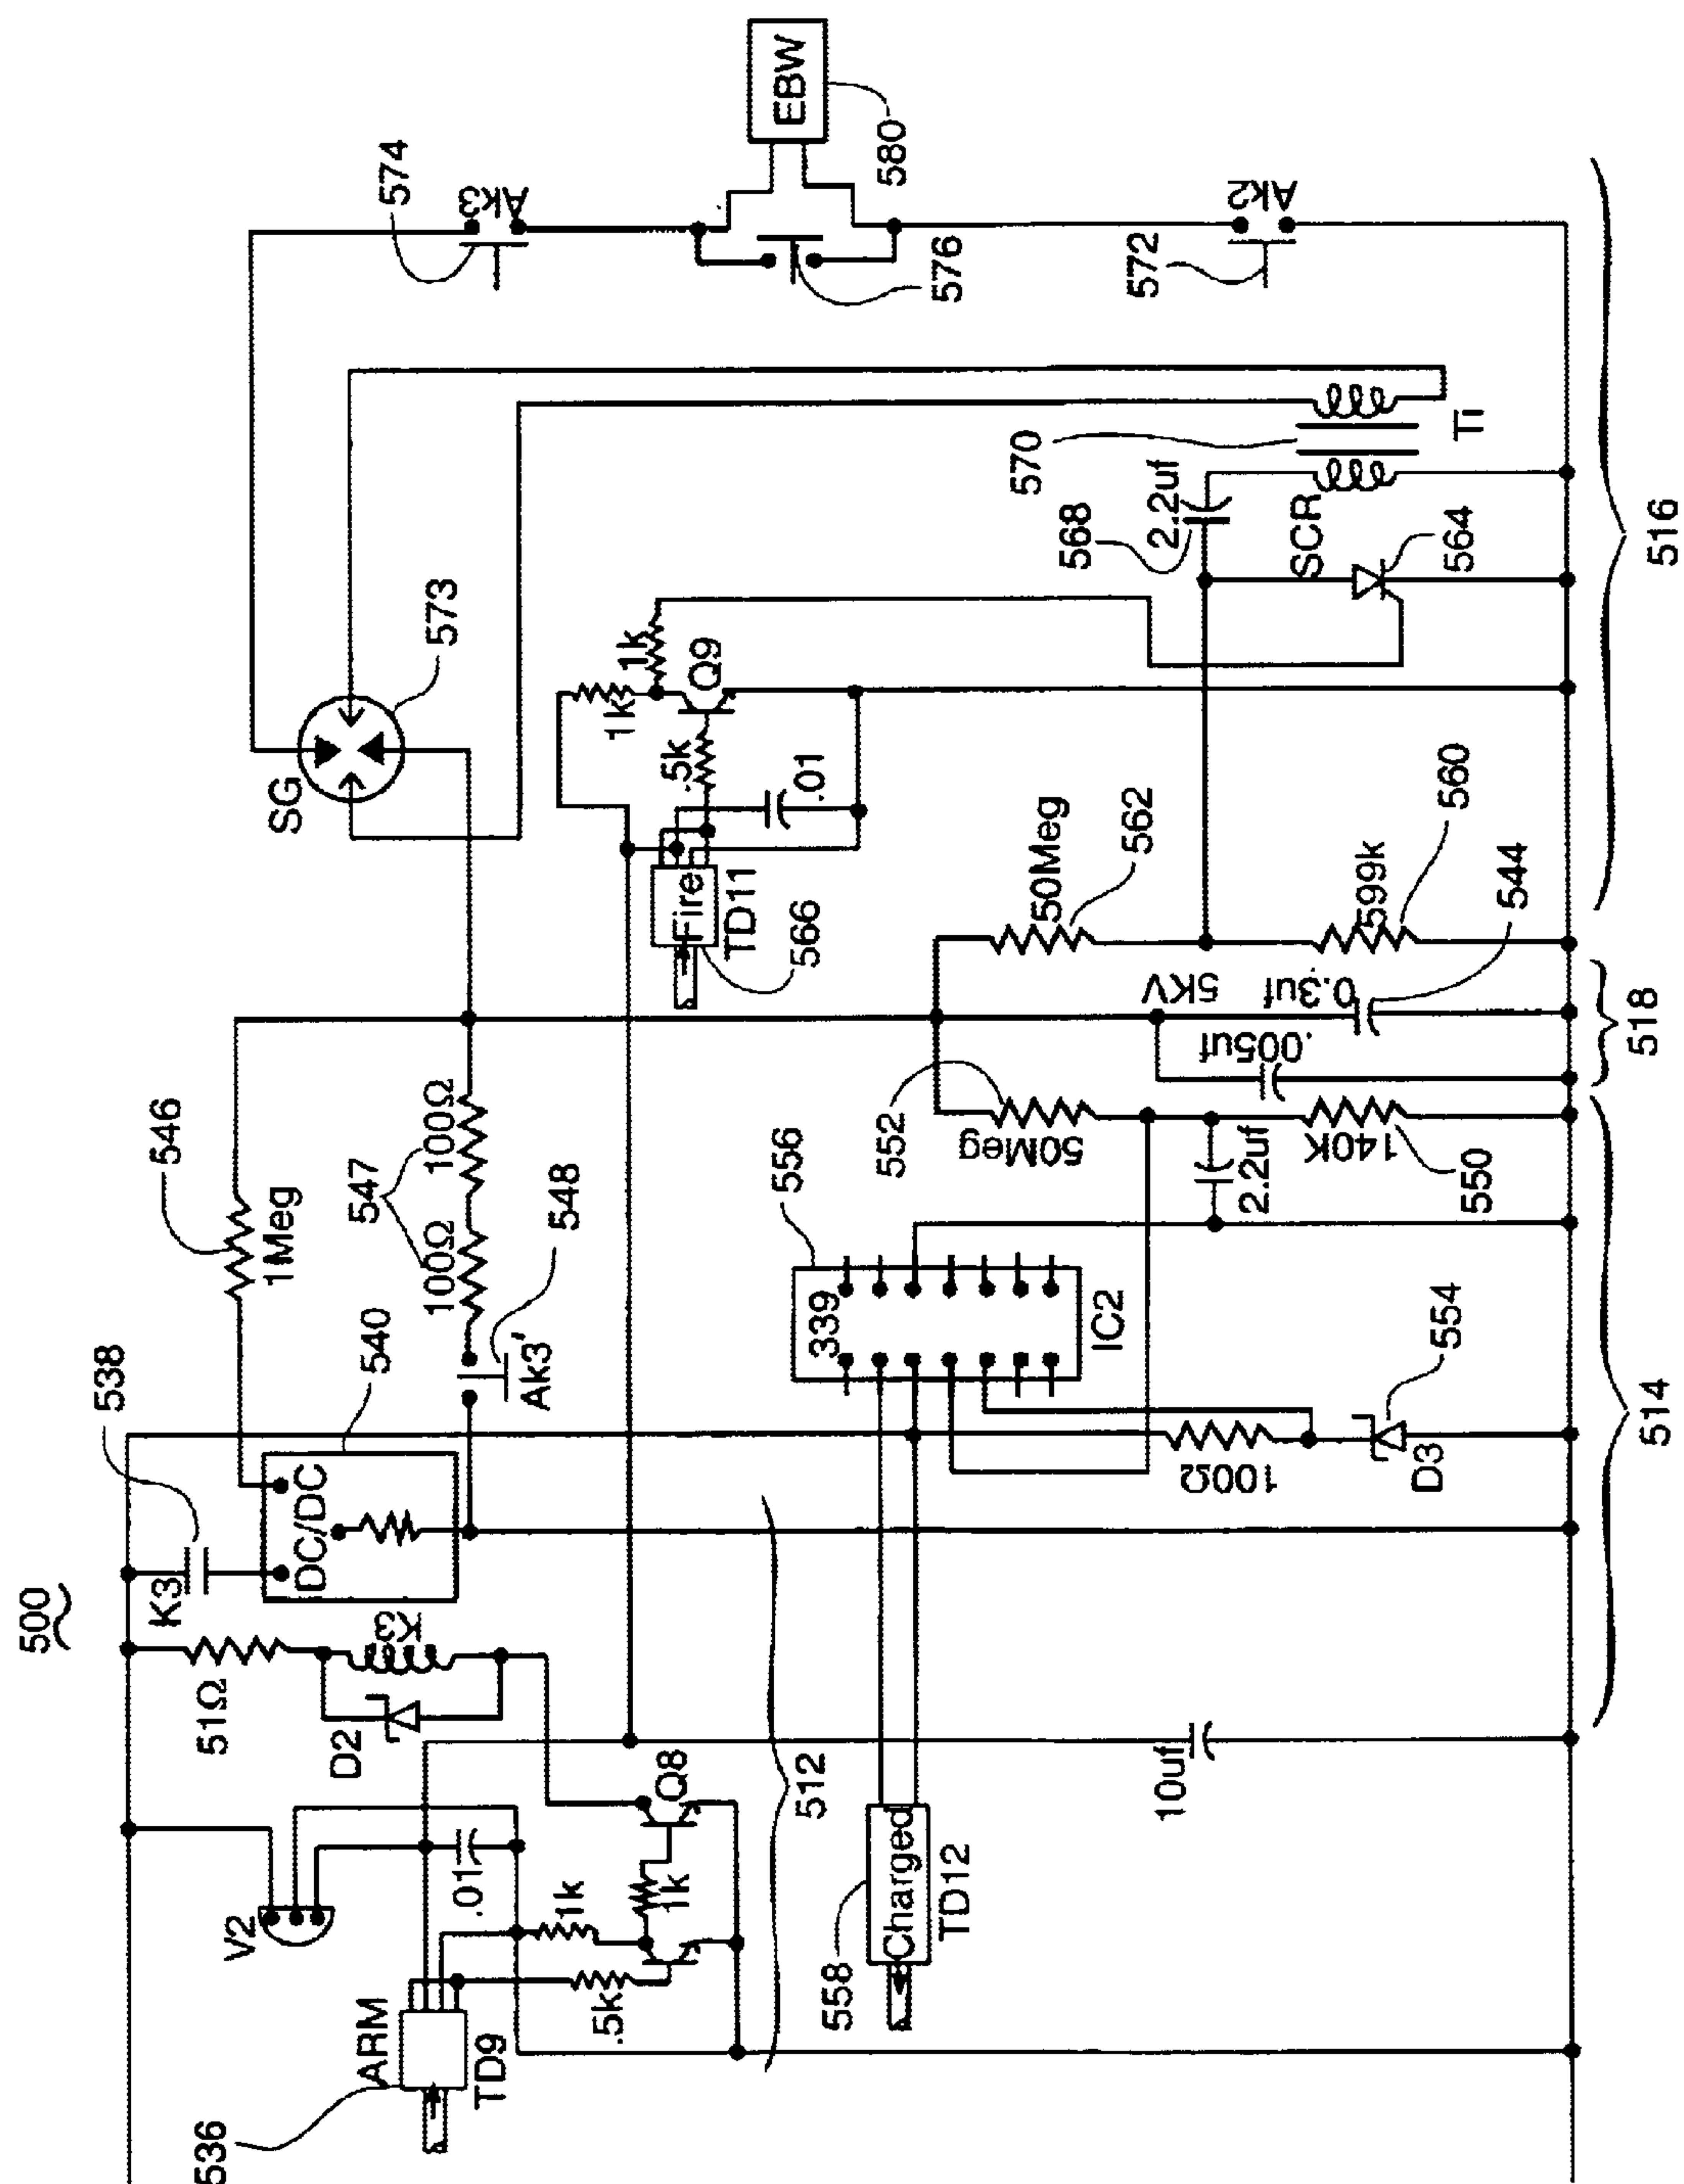 500
574
Ak3
EBW
580
576
572
Ak2
SG
573
570
T1
568
2.2uf
SCR
564
516
1k
1k
Q9
.5k
.01
Fire
TD11
566
50Meg
562
599k
560
544
5KV
0.3uf
.005uf
518
546
1Meg
547
100Ω
100Ω
548
Ak3'
552
50Meg
2.2uf
140K
550
556
339
IC2
538
540
K3
DC/DC
100Ω
D3
554
514
51Ω
K3
D2
V2
.01
Q8
1k
1k
.5k
512
10uf
ARM
TD9
536
558
Charged
TD12